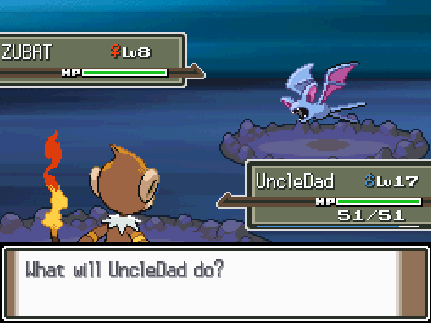 ZUBAT ♀Lv8
HP
UncleDad ♂Lv17
HP
51/51
What will UncleDad do?